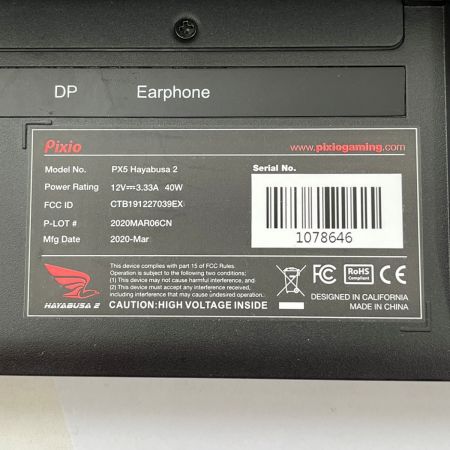 DP Earphone
Pixio www.pixiogaming.com
Model No. PX5 Hayabusa 2
Serial No.
Power Rating 12V⎓3.33A 40W
FCC ID CTB191227039EX
P-LOT # 2020MAR06CN
Mfg Date 2020-Mar
1078646
This device complies with part 15 of FCC Rules.
Operation is subject to the following two conditions;
(1) This device may not cause harmful interference, and
(2) This device must accept any interference received,
including interference that may cause undesired operation..
FC RoHS Compliant CE
HAYABUSA 2 CAUTION:HIGH VOLTAGE INSIDE
DESIGNED IN CALIFORNIA
MADE IN CHINA